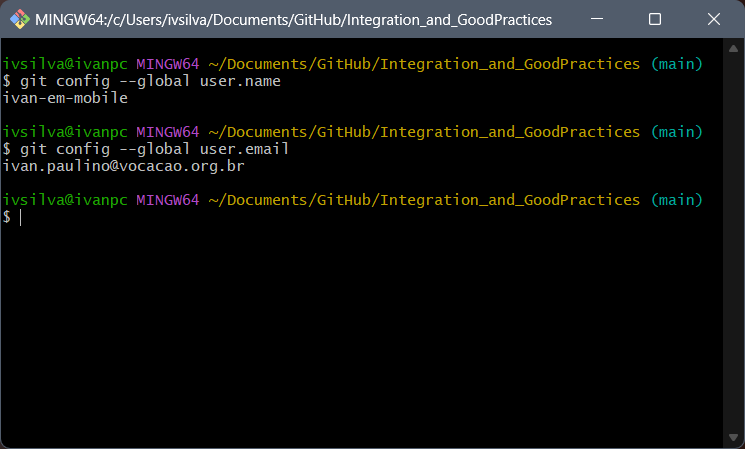 MINGW64:/c/Users/ivsilva/Documents/GitHub/Integration_and_GoodPractices
ivsilva@ivanpc MINGW64 ~/Documents/GitHub/Integration_and_GoodPractices (main)
$ git config --global user.name
ivan-em-mobile
ivsilva@ivanpc MINGW64 ~/Documents/GitHub/Integration_and_GoodPractices (main)
$ git config --global user.email
ivan.paulino@vocacao.org.br
ivsilva@ivanpc MINGW64 ~/Documents/GitHub/Integration_and_GoodPractices (main)
$